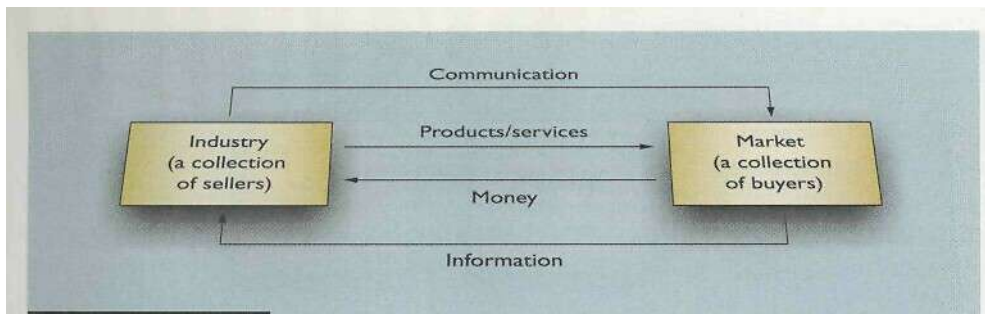 Communication
Industry
(a collection
of sellers)
Products/services
Market
(a collection
of buyers)
Money
Information